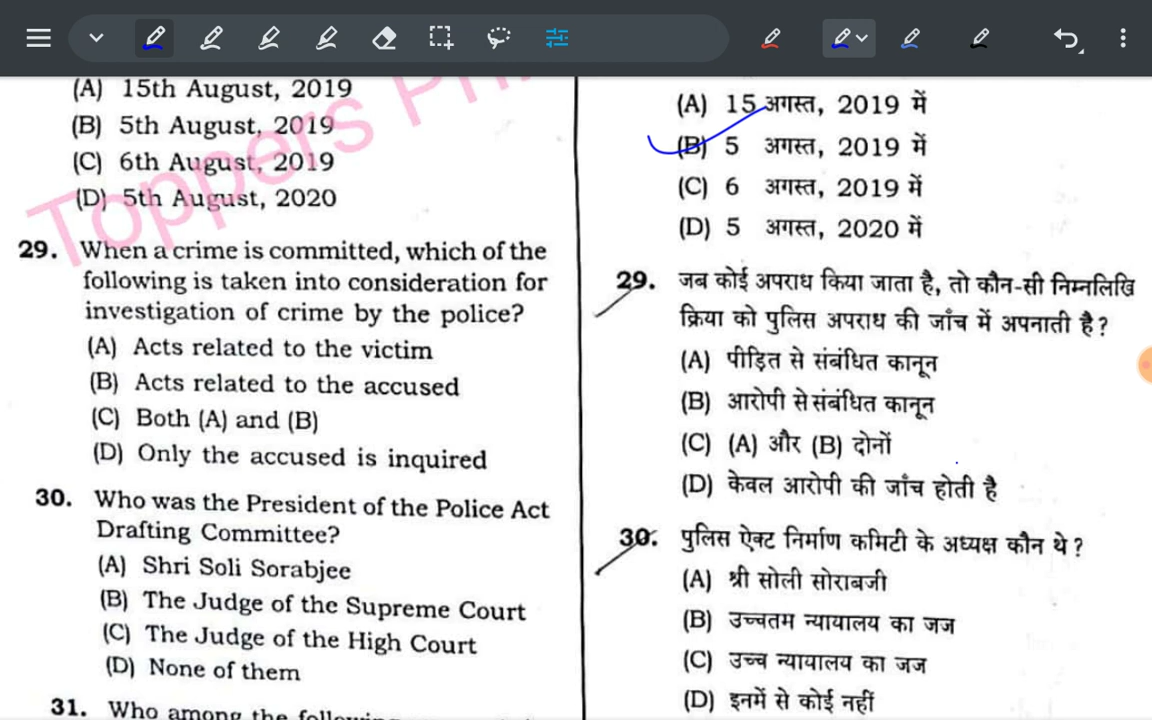 (A) 15th August, 2019
(B) 5th August, 2019
(C) 6th August, 2019
(D) 5th August, 2020
29. When a crime is committed, which of the
following is taken into consideration for
investigation of crime by the police?
(A) Acts related to the victim
(B) Acts related to the accused
(C) Both (A) and (B)
(D) Only the accused is inquired
30. Who was the President of the Police Act
Drafting Committee?
(A) Shri Soli Sorabjee
(B) The Judge of the Supreme Court
(C) The Judge of the High Court
(D) None of them
31. Who among the
(A) 15 अगस्त, 2019 में
(B) 5 अगस्त, 2019 में
(C) 6 अगस्त, 2019 में
(D) 5 अगस्त, 2020 में
29. जब कोई अपराध किया जाता है, तो कौन-सी निम्नलिखि
क्रिया को पुलिस अपराध की जाँच में अपनाती है?
(A) पीड़ित से संबंधित कानून
(B) आरोपी से संबंधित कानून
(C) (A) और (B) दोनों
(D) केवल आरोपी की जाँच होती है
30. पुलिस ऐक्ट निर्माण कमिटी के अध्यक्ष कौन थे?
(A) श्री सोली सोराबजी
(B) उच्चतम न्यायालय का जज
(C) उच्च न्यायालय का जज
(D) इनमें से कोई नहीं
Toppers